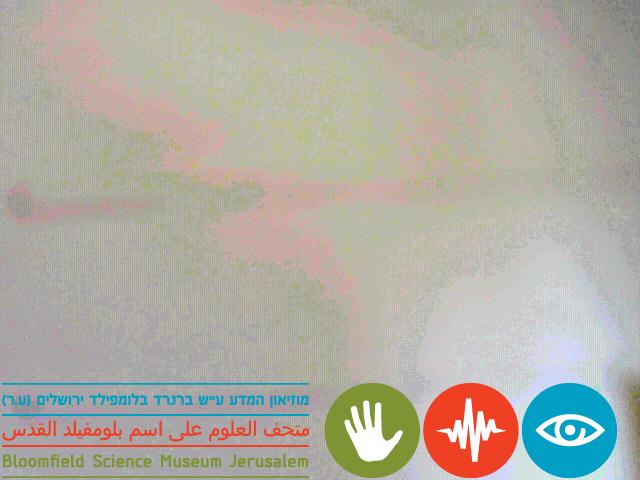 מוזיאון המדע ע״ש ברנרד בלומפילד ירושלים (ע.ר)
متحف العلوم على اسم بلومفيلد القدس
Bloomfield Science Museum Jerusalem